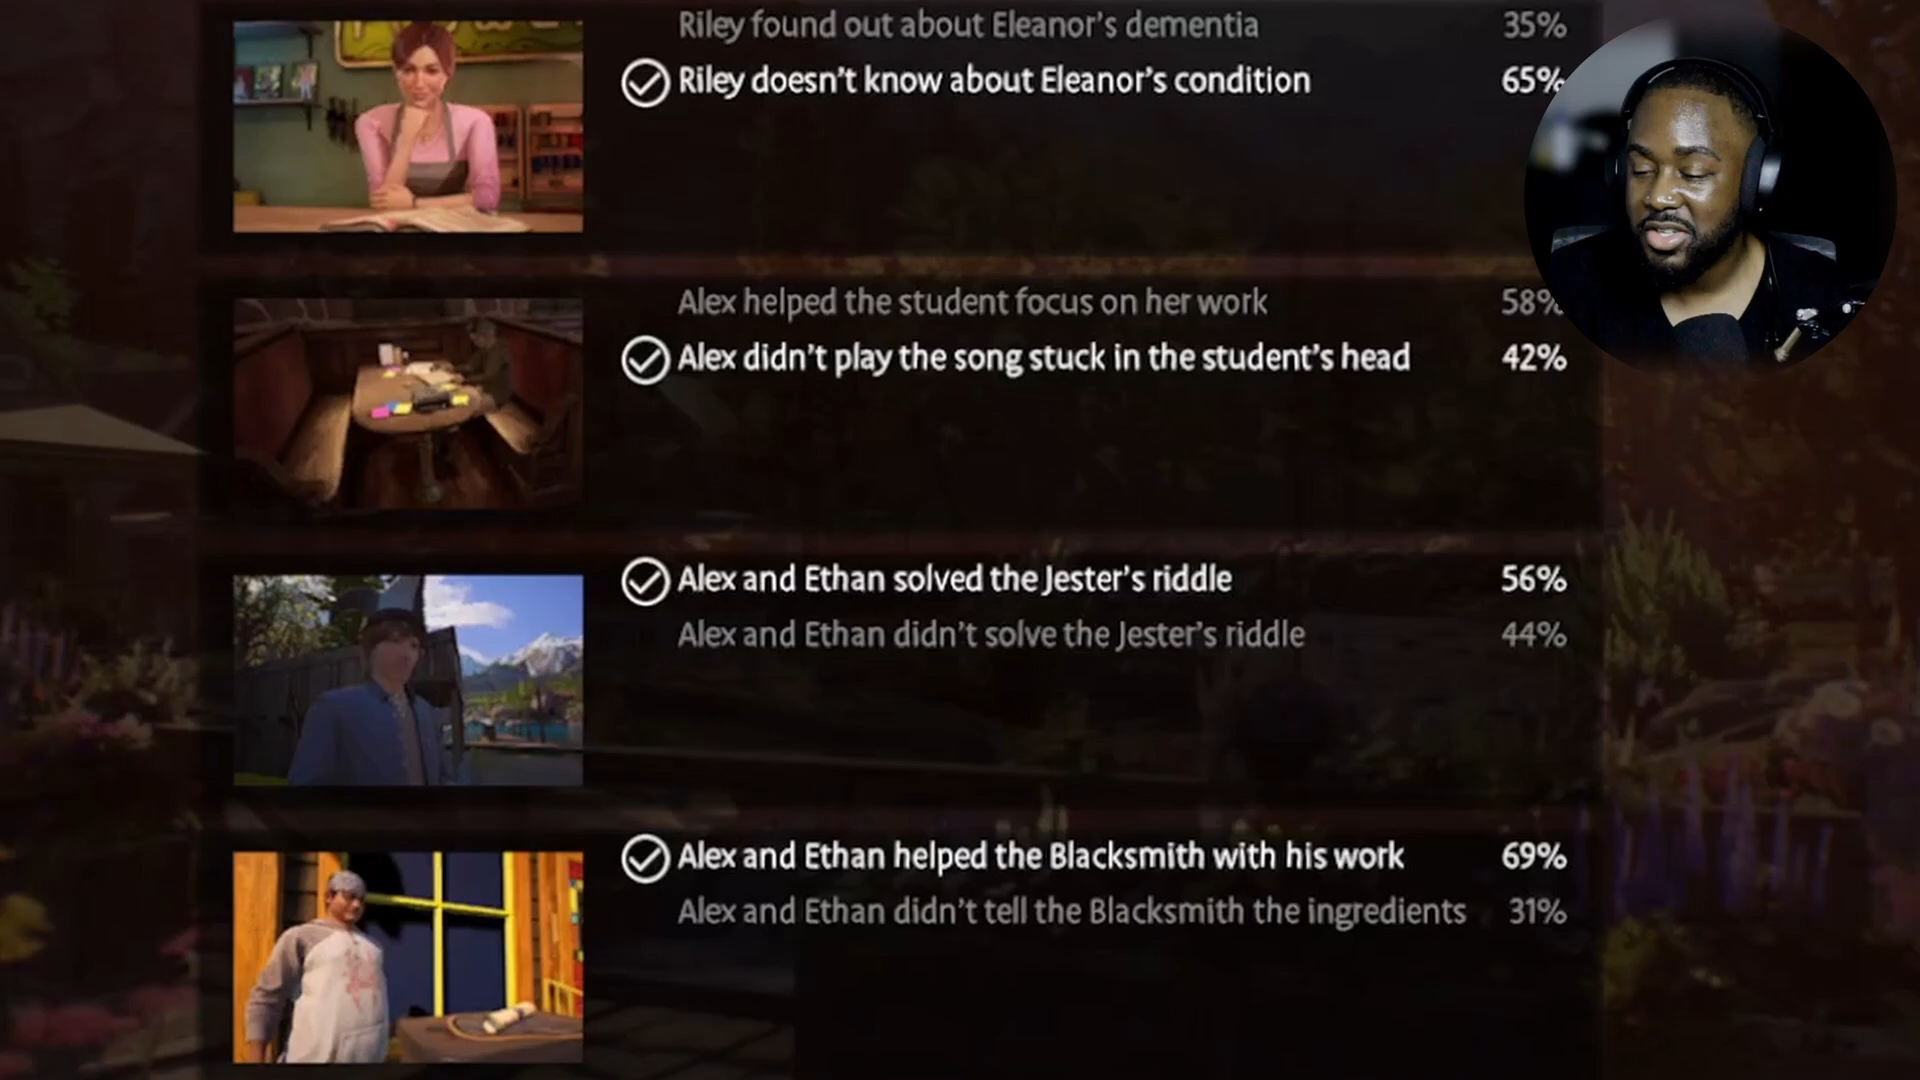 Riley found out about Eleanor's dementia 35%
Riley doesn't know about Eleanor's condition 65%
Alex helped the student focus on her work 58%
Alex didn't play the song stuck in the student's head 42%
Alex and Ethan solved the Jester's riddle 56%
Alex and Ethan didn't solve the Jester's riddle 44%
Alex and Ethan helped the Blacksmith with his work 69%
Alex and Ethan didn't tell the Blacksmith the ingredients 31%